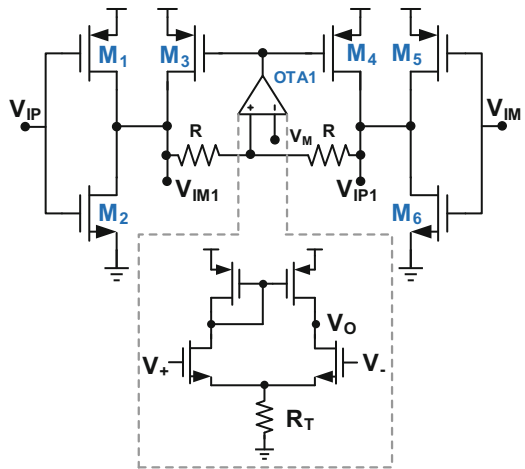 M1 M3 M4 M5
OTA1
VIP + - VIM
R VM R
VIM1 VIP1
M2 M6
VO
V+ V-
RT